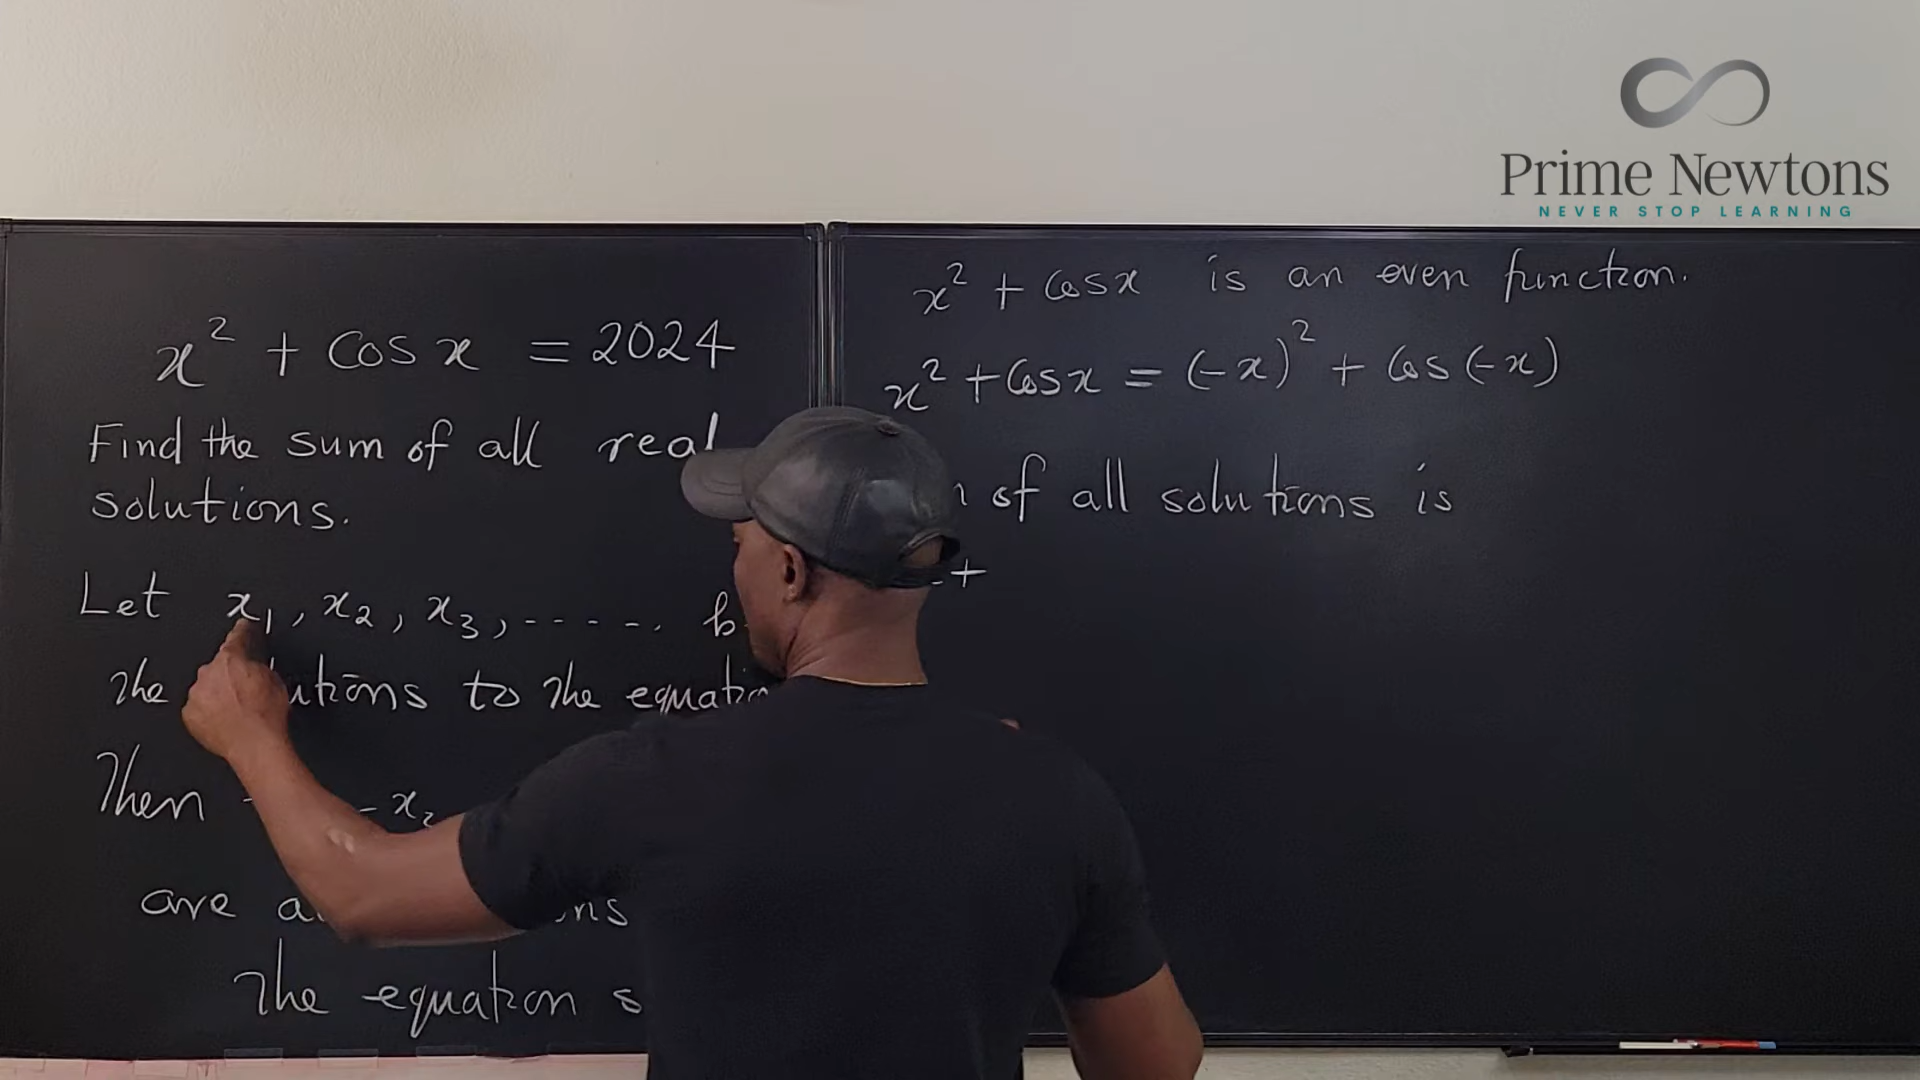 Prime Newtons
NEVER STOP LEARNING
x² + Cos x = 2024
Find the sum of all real
solutions.
Let x₁, x₂, x₃, - - - - -
the to the equation
Then - x₂
are
The equation
x² + Cos x is an even function.
x² + Cos x = (-x)² + Cos (-x)
of all solutions is
+